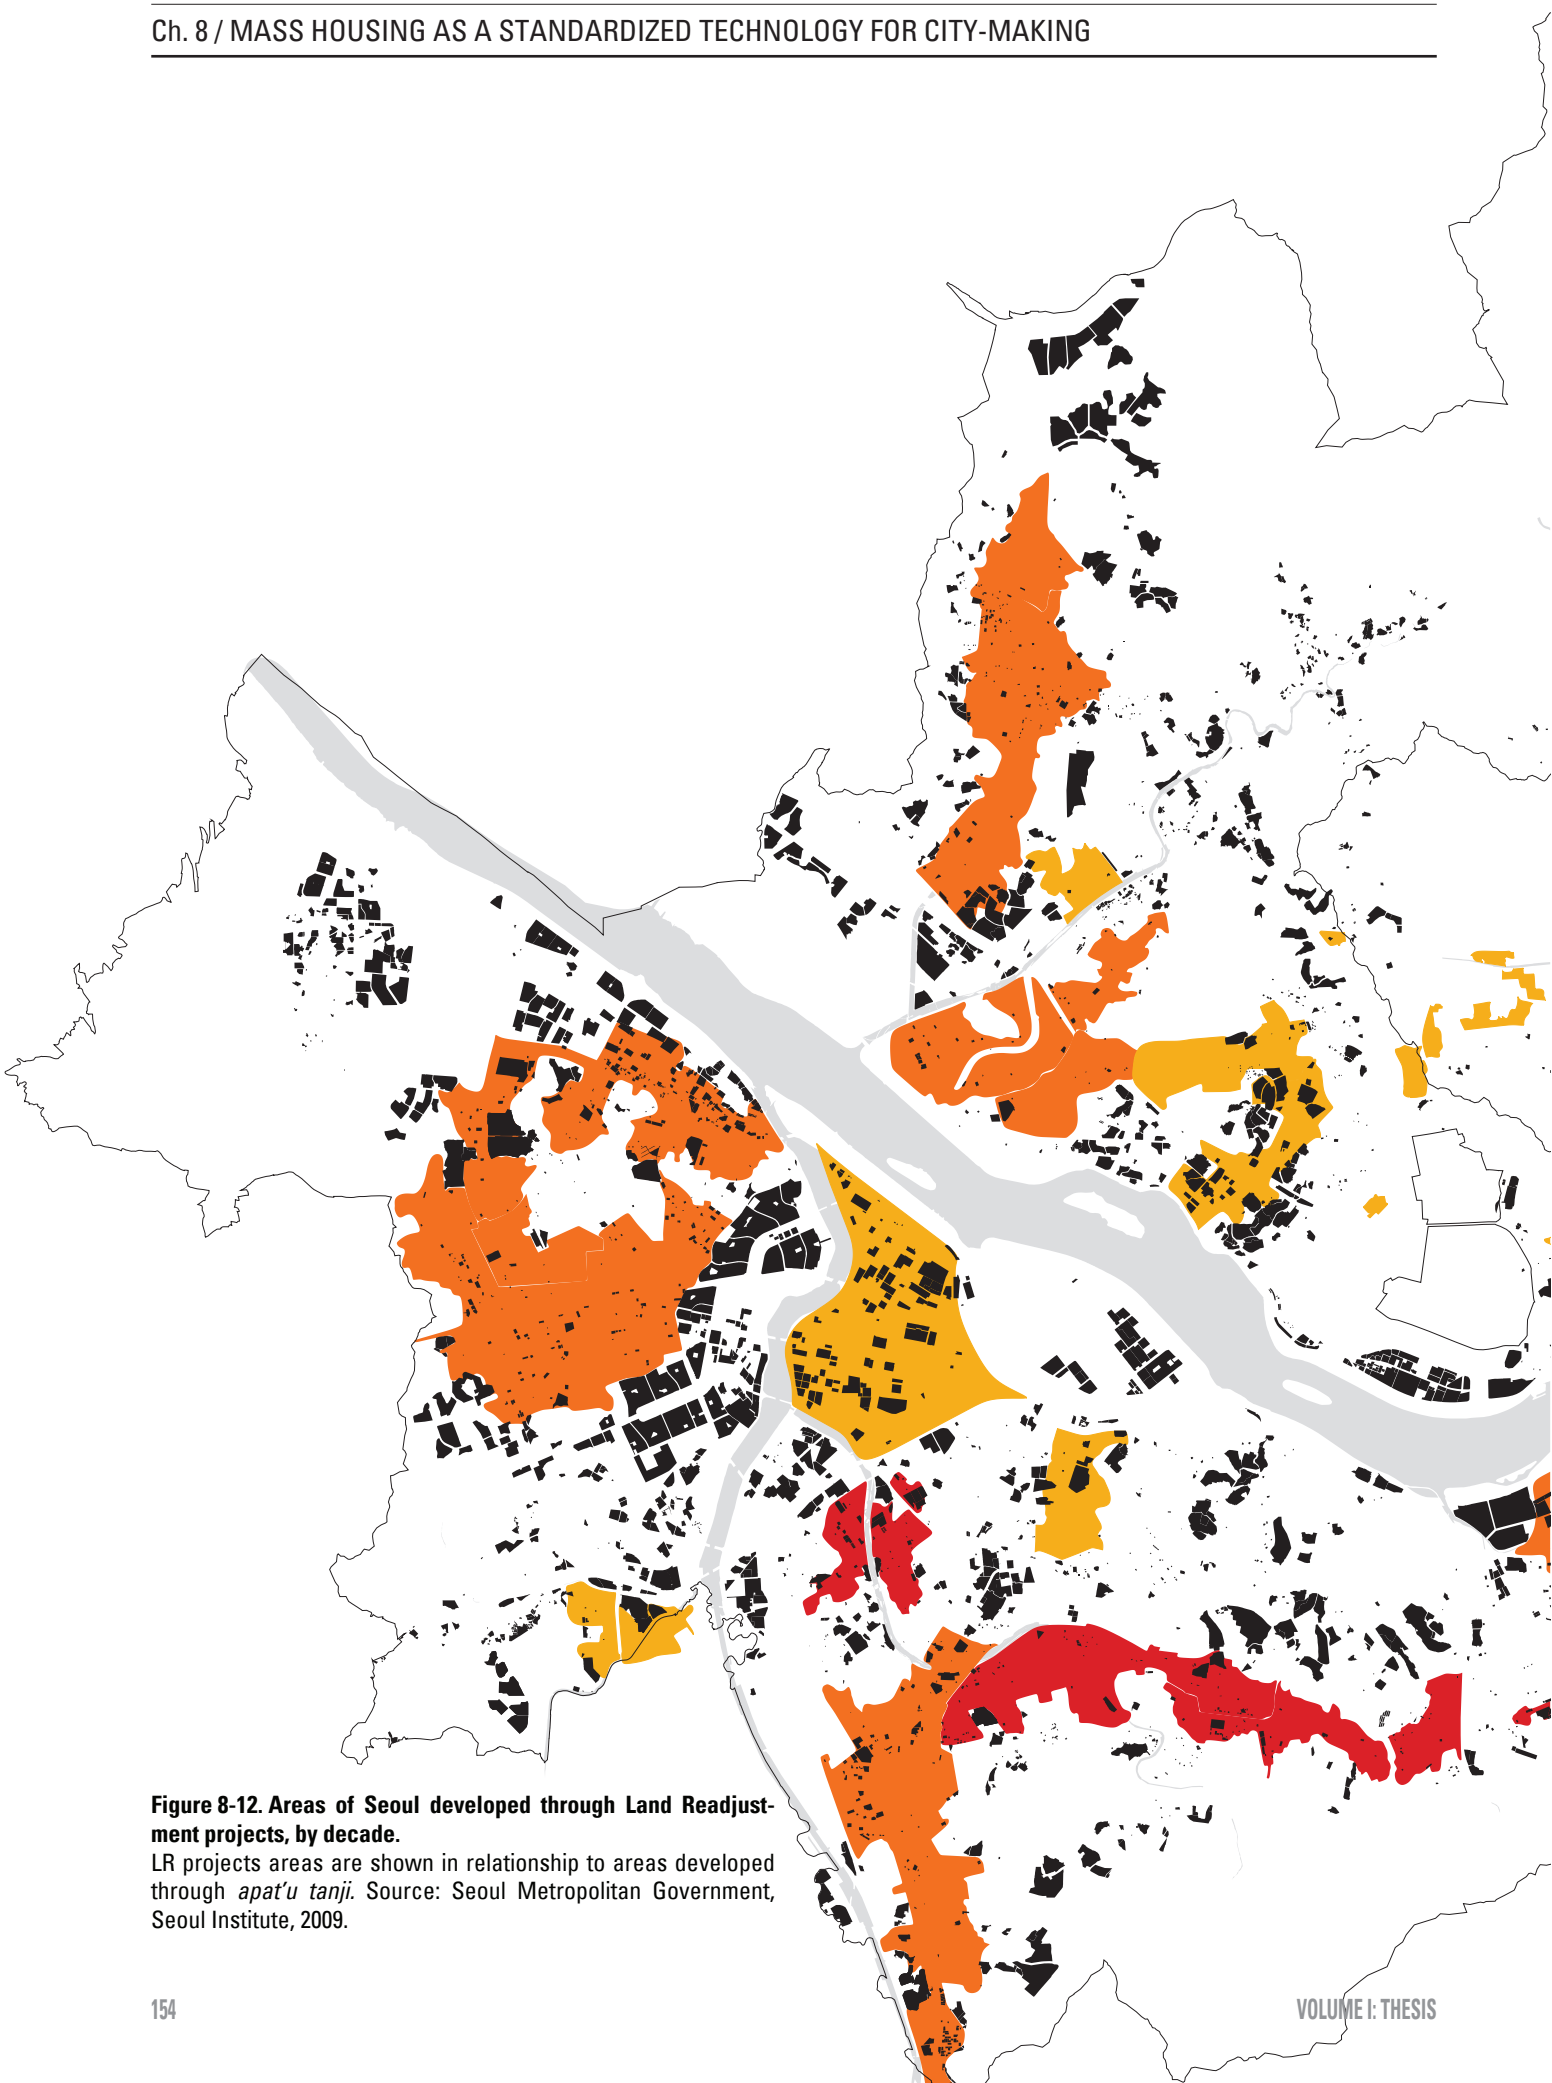 Ch. 8 / MASS HOUSING AS A STANDARDIZED TECHNOLOGY FOR CITY-MAKING
Figure 8-12. Areas of Seoul developed through Land Readjust-
ment projects, by decade.
LR projects areas are shown in relationship to areas developed
through apat’u tanji. Source: Seoul Metropolitan Government,
Seoul Institute, 2009.
154
VOLUME I: THESIS